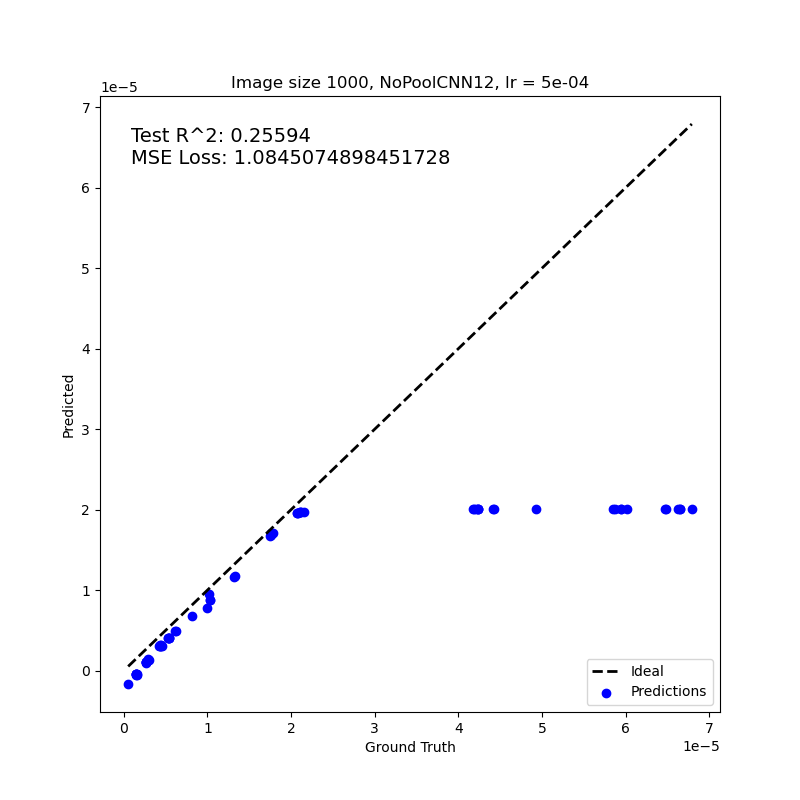 Image size 1000, NoPoolCNN12, lr = 5e-04
1e−5
Test R^2: 0.25594
MSE Loss: 1.0845074898451728
7
6
5
4
3
2
1
0
Predicted
Ideal
Predictions
0 1 2 3 4 5 6 7
1e−5
Ground Truth